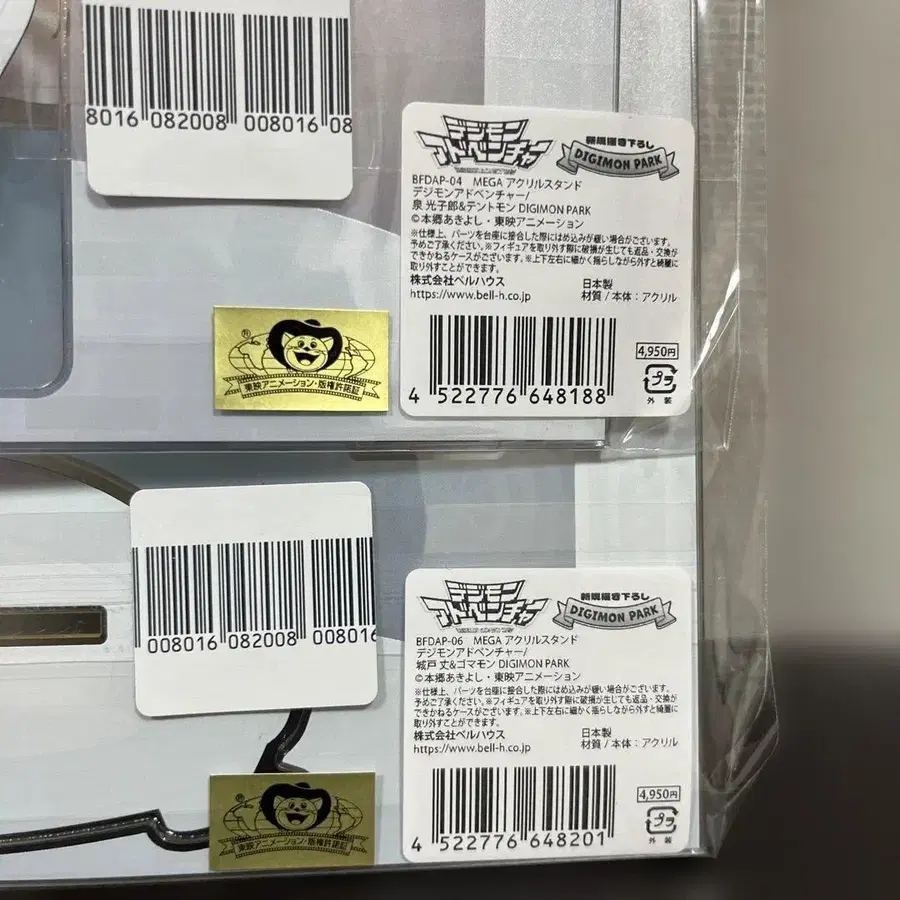 8016 082008 008016 08
デジモン
アドベンチャー
新規描き下ろし
DIGIMON PARK
BFDAP-04 MEGA アクリルスタンド
デジモンアドベンチャー/
泉 光子郎&テントモン DIGIMON PARK
©本郷あきよし・東映アニメーション
※仕様上、パーツを台座に接合した際にはめ込みが緩い場合がございます。
予めご了承ください。※フィギュアを取り外す際に破損が生じても返品・交換が
できかねるケースがございます。※上下左右に細かく揺らしながら外すと綺麗に
取り外すことができます。
株式会社ベルハウス 日本製
https://www.bell-h.co.jp 材質 / 本体：アクリル
4,950円
プラ
外装
4 522776 648188
東映アニメーション・版権許諾証
008016 082008 008016
デジモン
アドベンチャー
新規描き下ろし
DIGIMON PARK
BFDAP-06 MEGA アクリルスタンド
デジモンアドベンチャー/
城戸 丈&ゴマモン DIGIMON PARK
©本郷あきよし・東映アニメーション
※仕様上、パーツを台座に接合した際にはめ込みが緩い場合がございます。
予めご了承ください。※フィギュアを取り外す際に破損が生じても返品・交換が
できかねるケースがございます。※上下左右に細かく揺らしながら外すと綺麗に
取り外すことができます。
株式会社ベルハウス 日本製
https://www.bell-h.co.jp 材質 / 本体：アクリル
4,950円
プラ
外装
4 522776 648201
東映アニメーション・版権許諾証